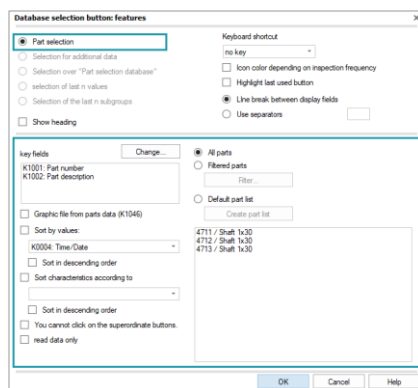 Database selection button: features
Part selection
Selection for additional data
Selection over "Part selection database"
selection of last n values
Selection of the last n subgroups
Show heading
Keyboard shortcut
no key
Icon color depending on inspection frequency
Highlight last used button
Line break between display fields
Use separators
key fields
Change...
K1001: Part number
K1002: Part description
Graphic file from parts data (K1046)
Sort by values:
K0004: Time/Date
Sort in descending order
Sort characteristics according to
Sort in descending order
You cannot click on the superordinate buttons.
read data only
All parts
Filtered parts
Filter...
Default part list
Create part list
4711 / Shaft 1x30
4712 / Shaft 1x30
4713 / Shaft 1x30
OK
Cancel
Help